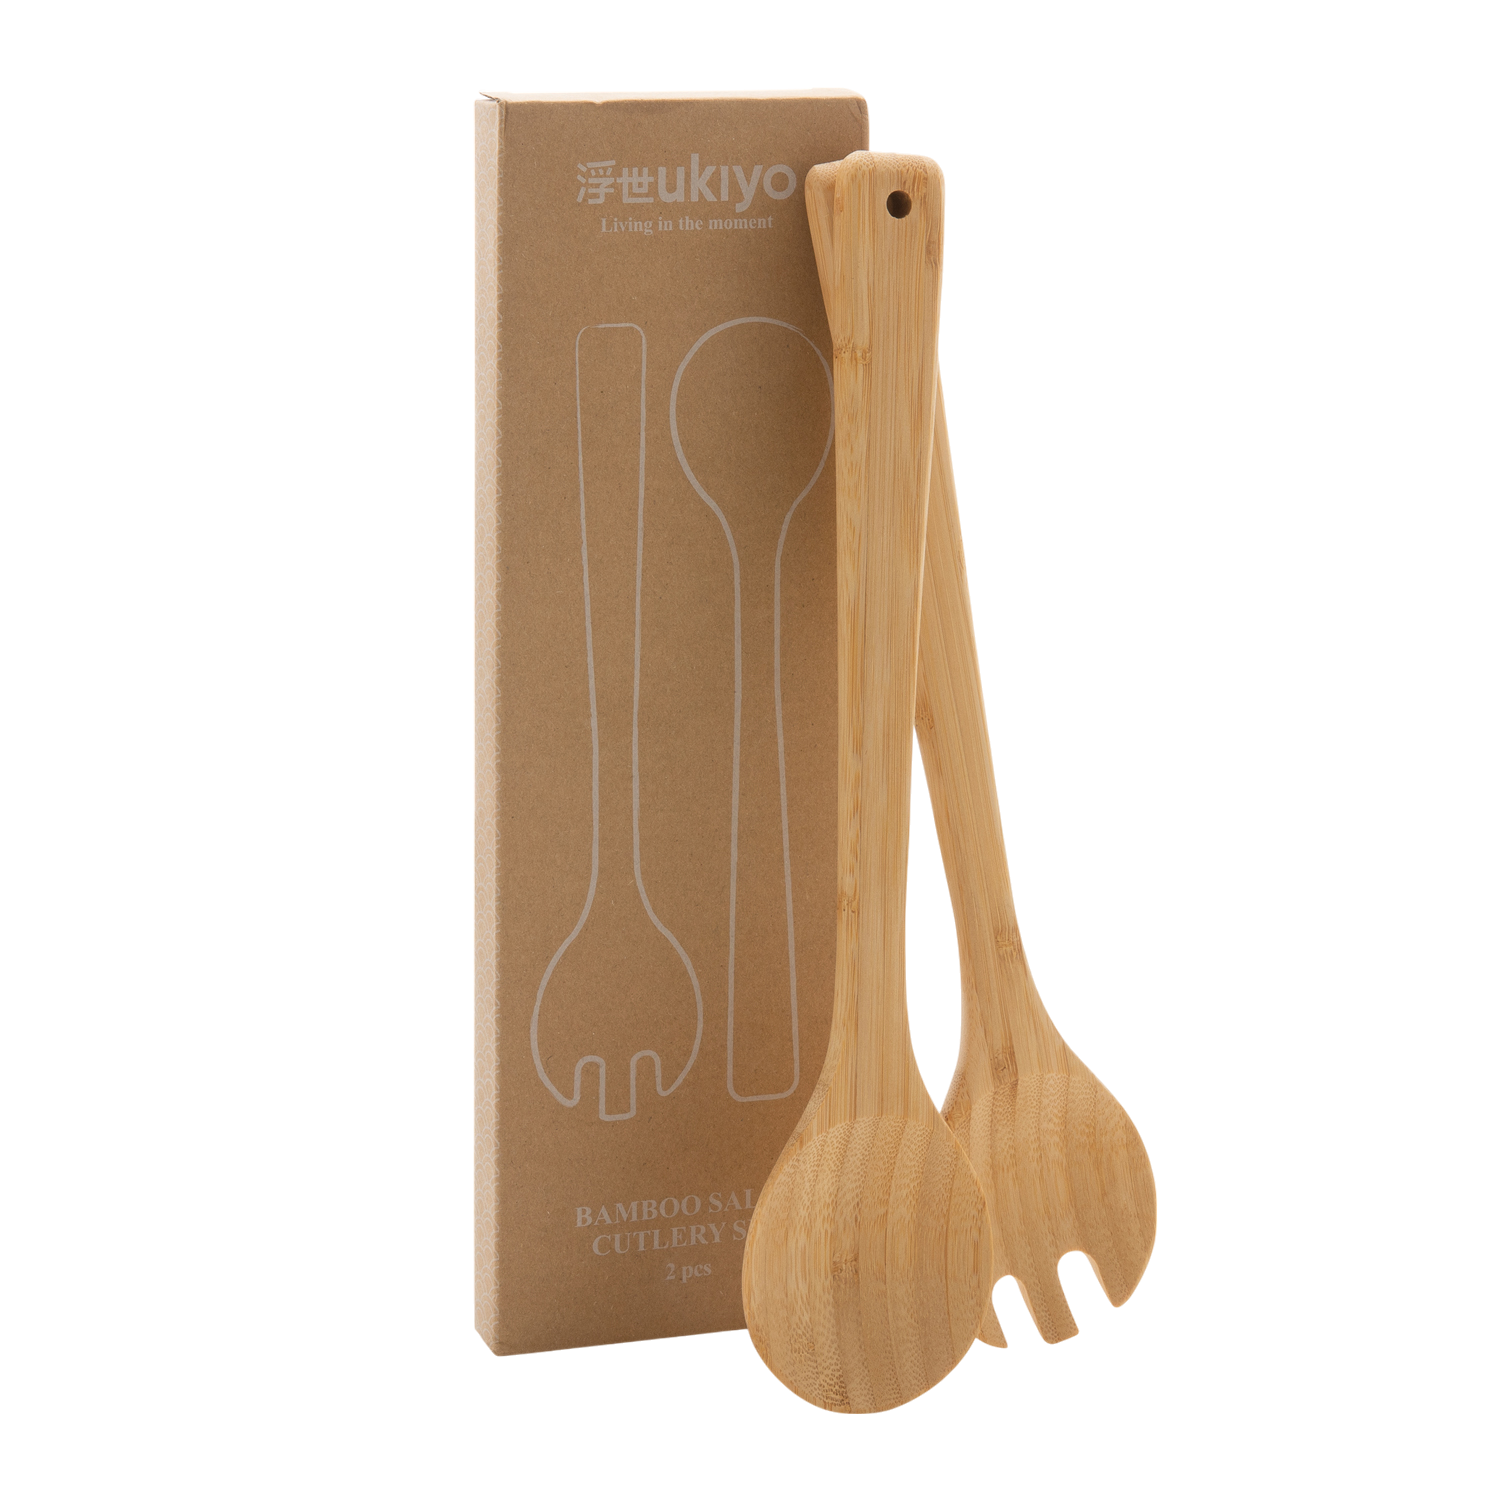 浮世ukiyo
Living in the moment
BAMBOO SAL
CUTLERY S
2 pcs